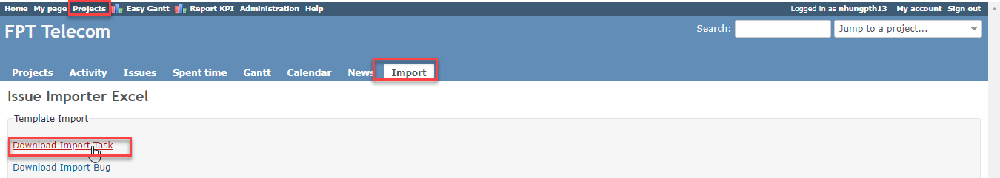 Home My page Projects Easy Gantt Report KPI Administration Help Logged in as nhungpth13 My account Sign out
FPT Telecom Search: Jump to a project...
Projects Activity Issues Spent time Gantt Calendar News Import
Issue Importer Excel
Template Import
Download Import Task
Download Import Bug